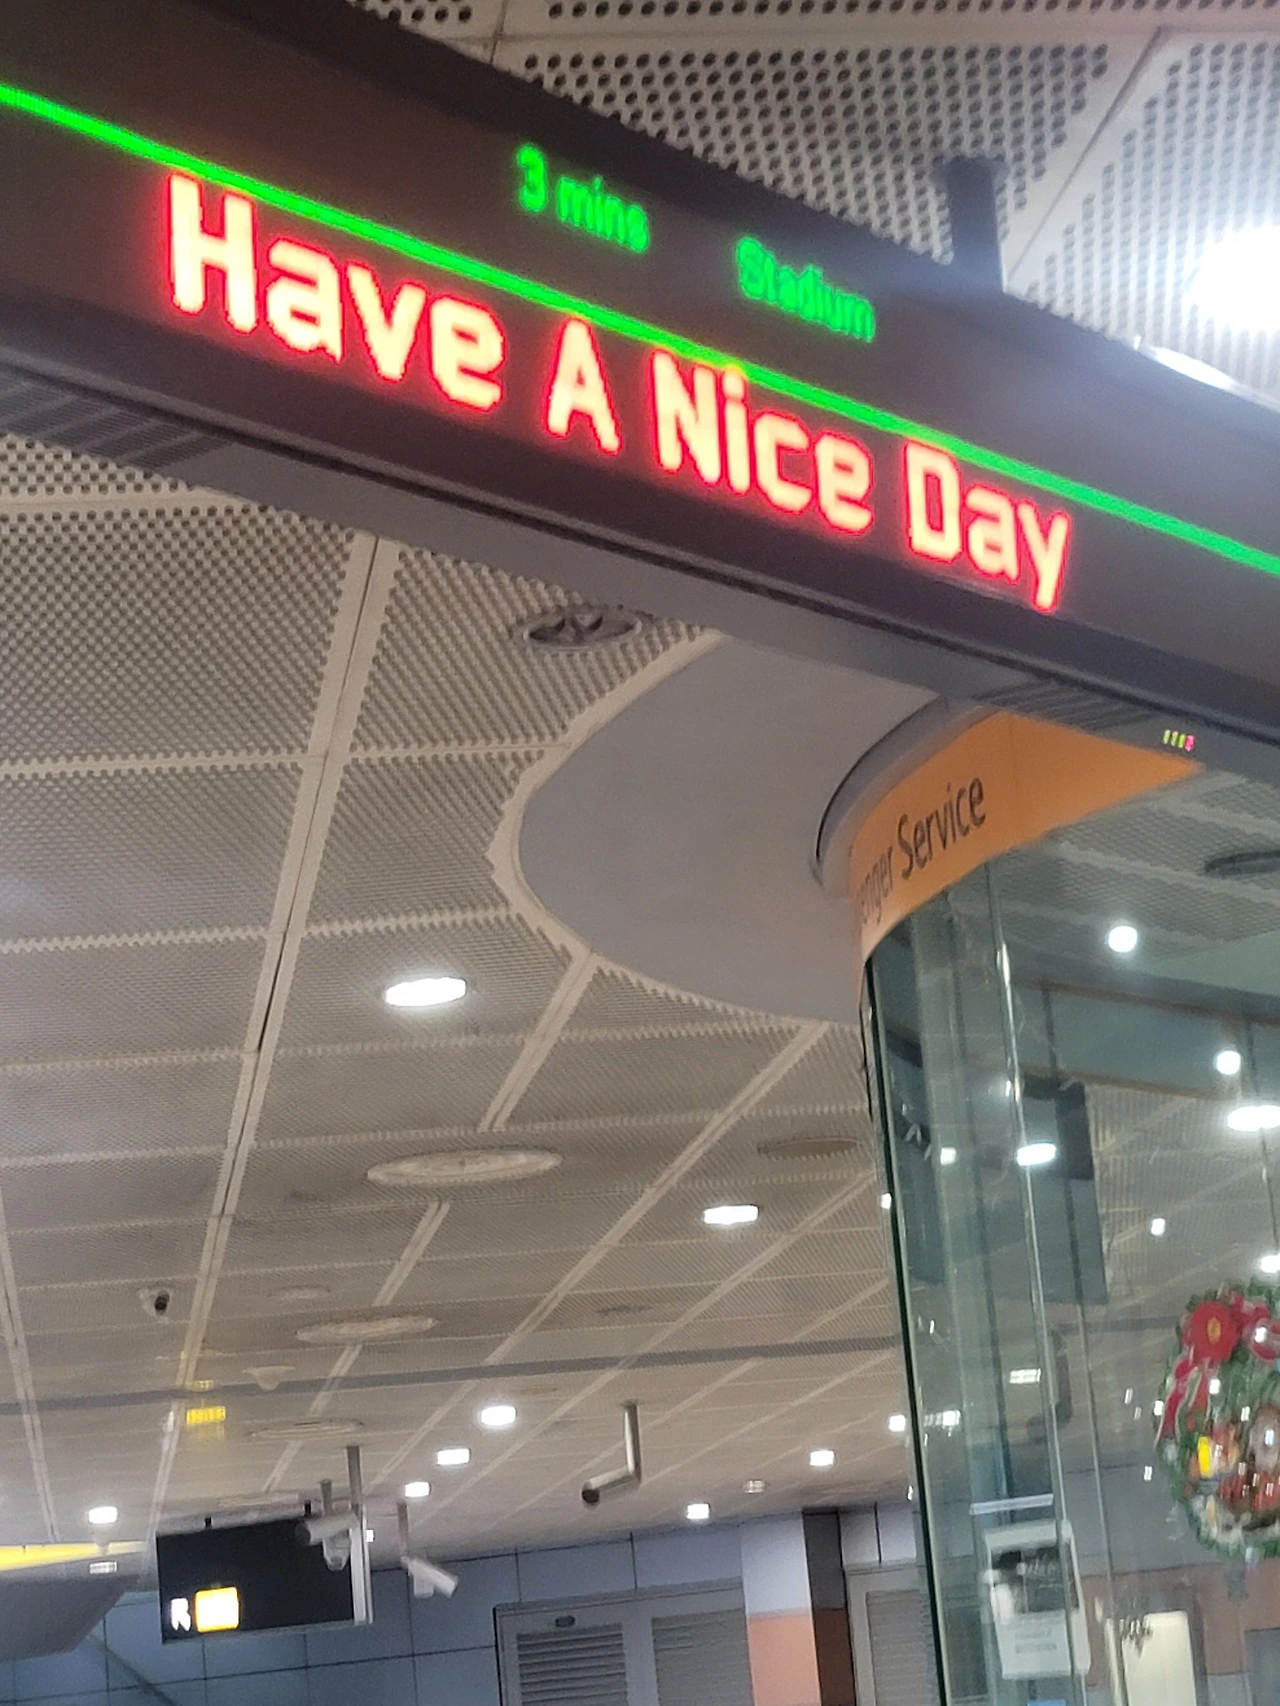 3 mins
Stadium
Have A Nice Day
Service